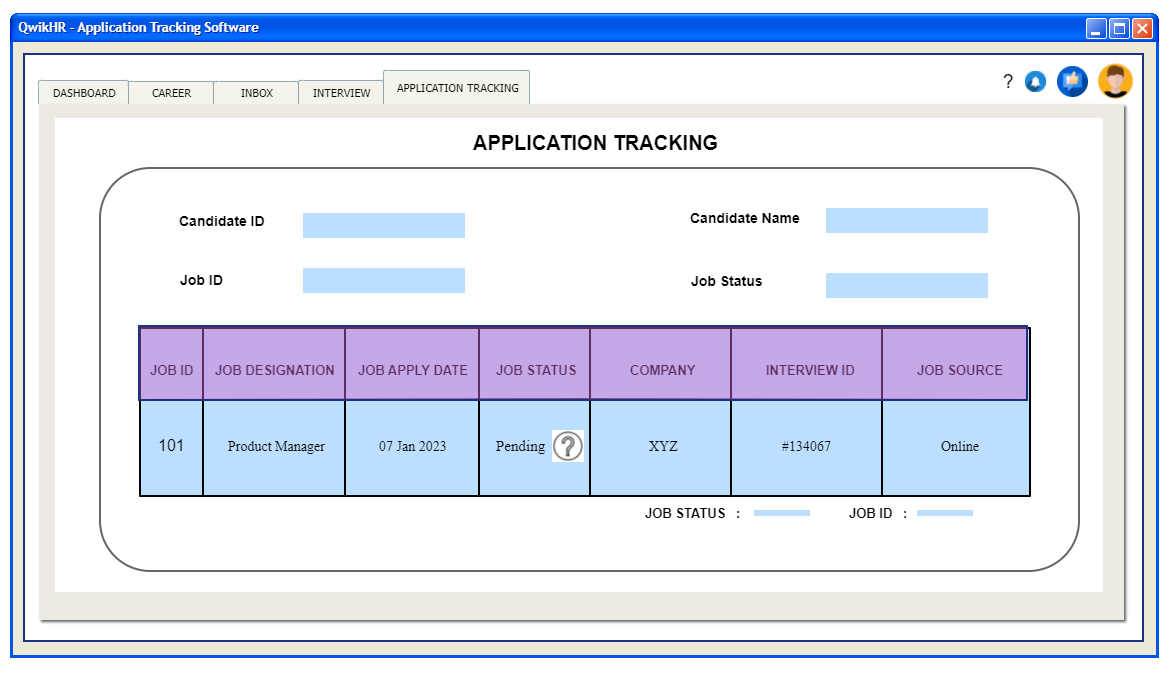 QwikHR - Application Tracking Software
?
DASHBOARD CAREER INBOX INTERVIEW APPLICATION TRACKING
APPLICATION TRACKING
Candidate ID Candidate Name
Job ID Job Status
JOB ID JOB DESIGNATION JOB APPLY DATE JOB STATUS COMPANY INTERVIEW ID JOB SOURCE
101 Product Manager 07 Jan 2023 Pending ? XYZ #134067 Online
JOB STATUS : JOB ID :